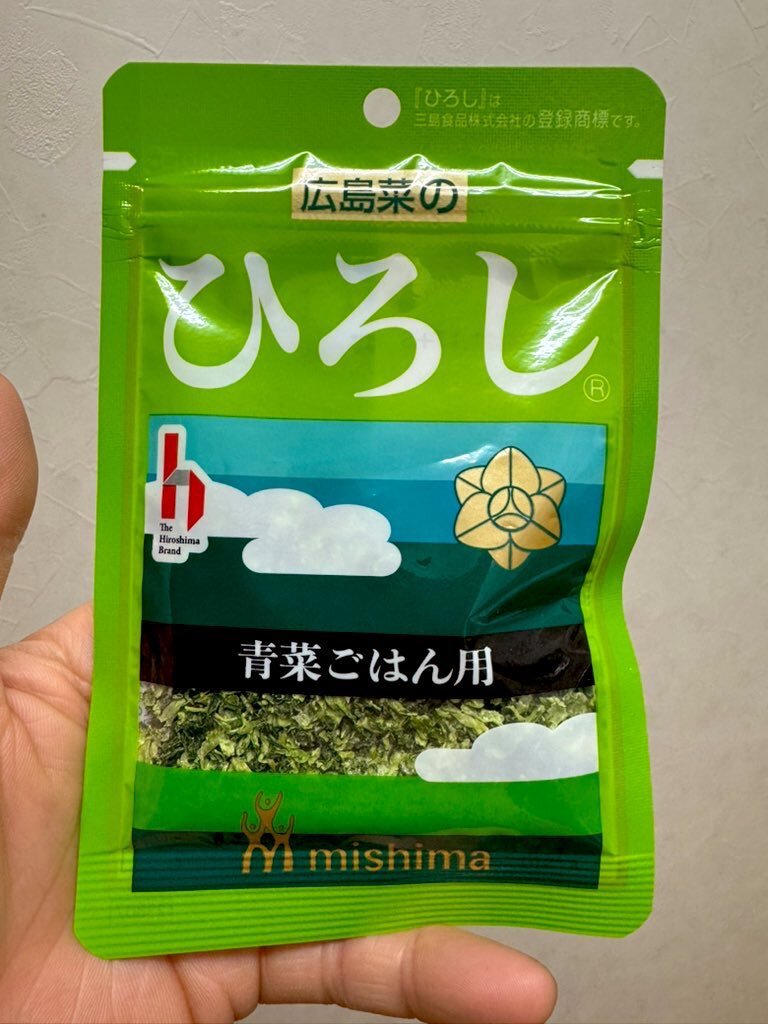 『ひろし』は
三島食品株式会社の登録商標です。
広島菜の
ひろし®
h
The
Hiroshima
Brand
青菜ごはん用
mishima